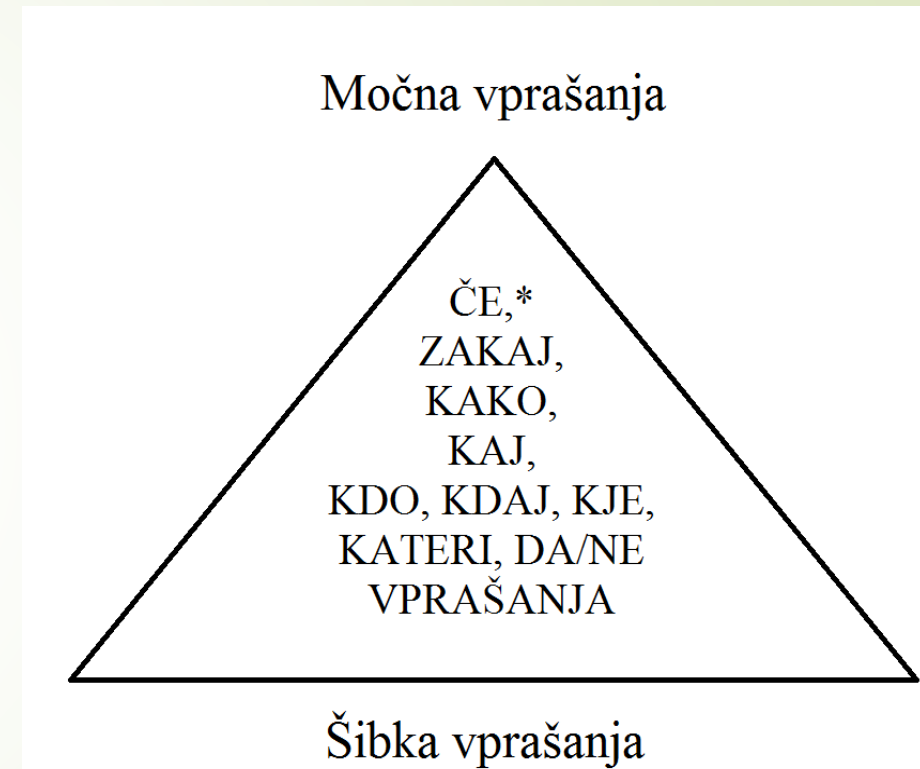 Močna vprašanja
ČE,*
ZAKAJ,
KAKO,
KAJ,
KDO, KDAJ, KJE,
KATERI, DA/NE
VPRAŠANJA
Šibka vprašanja